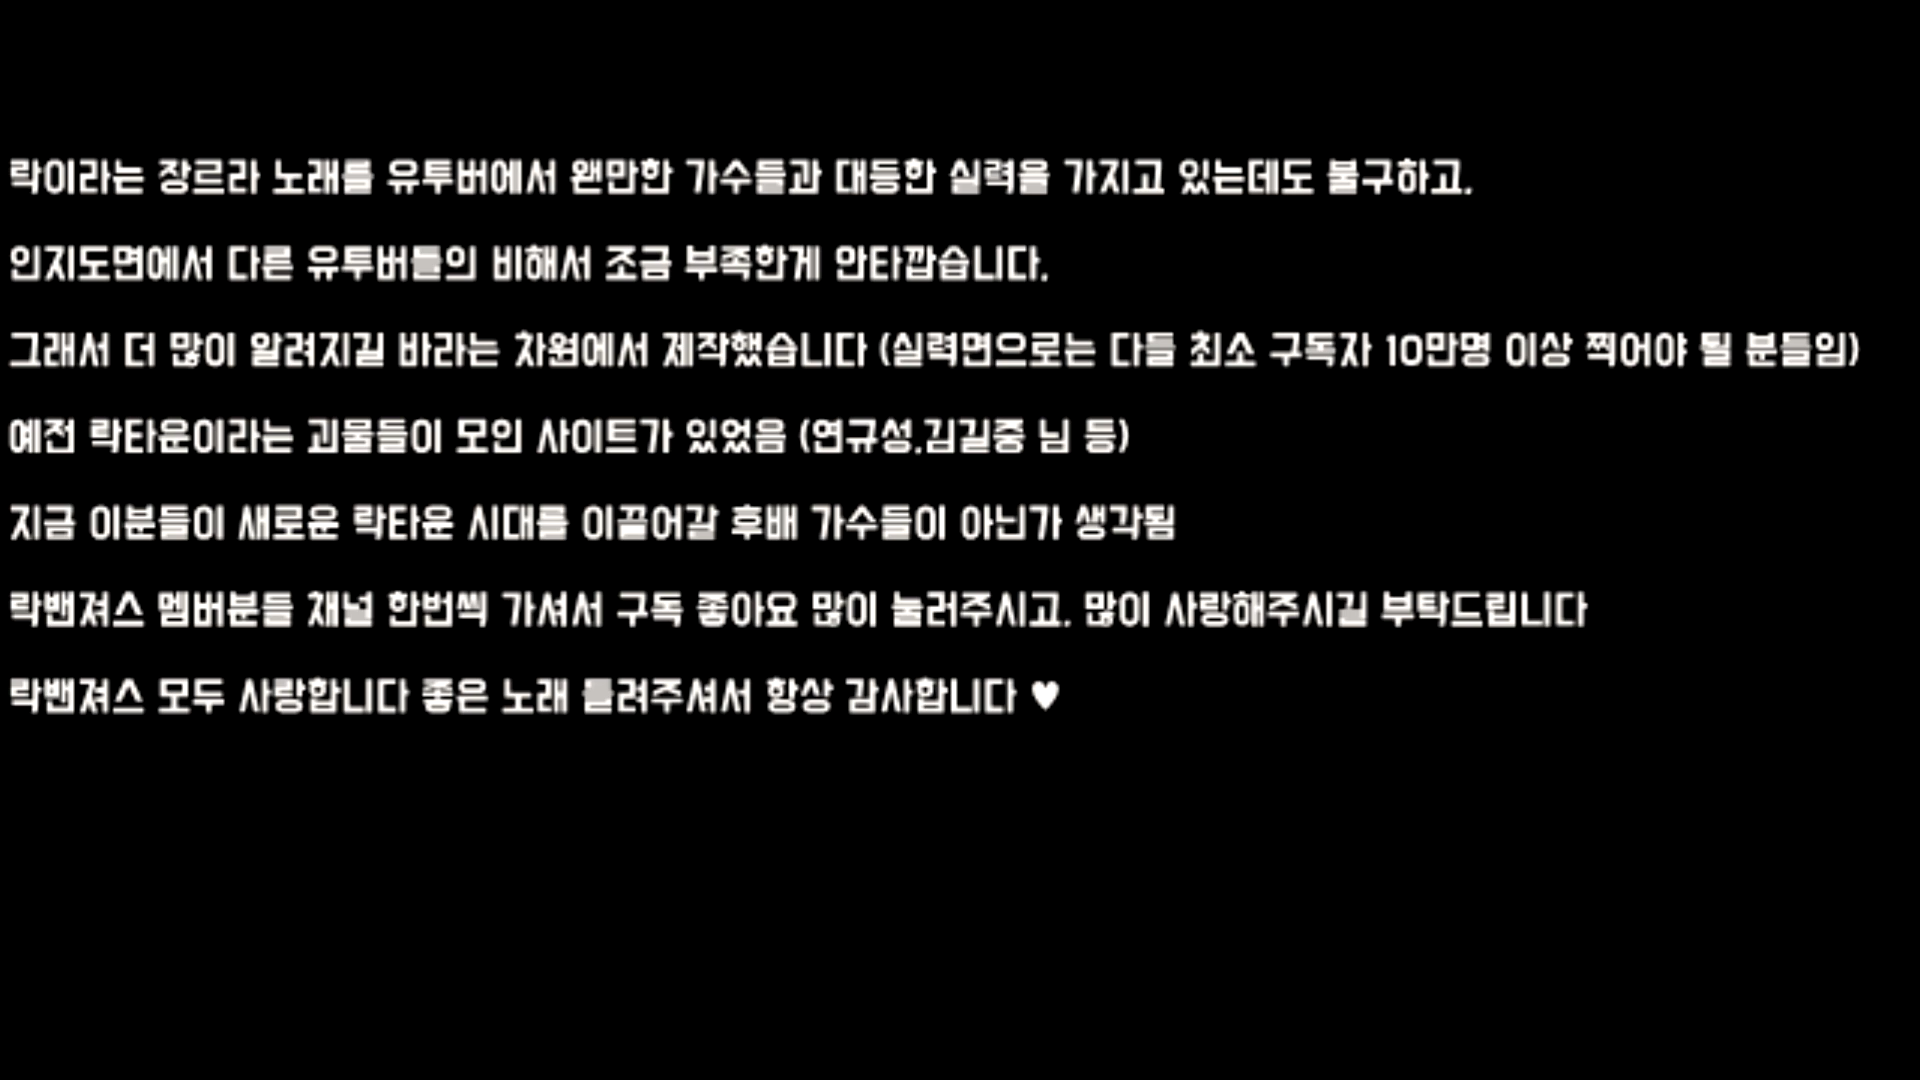 락이라는 장르라 노래를 유투버에서 왠만한 가수들과 대등한 실력을 가지고 있는데도 불구하고,
인지도면에서 다른 유투버들의 비해서 조금 부족한게 안타깝습니다.
그래서 더 많이 알려지길 바라는 차원에서 제작했습니다 (실력면으로는 다들 최소 구독자 10만명 이상 찍어야 될 분들임)
예전 락타운이라는 괴물들이 모인 사이트가 있었음 (연규성,김길중 님 등)
지금 이분들이 새로운 락타운 시대를 이끌어갈 후배 가수들이 아닌가 생각됨
락밴져스 멤버분들 채널 한번씩 가셔서 구독 좋아요 많이 눌러주시고, 많이 사랑해주시길 부탁드립니다
락밴져스 모두 사랑합니다 좋은 노래 들려주셔서 항상 감사합니다 ♥